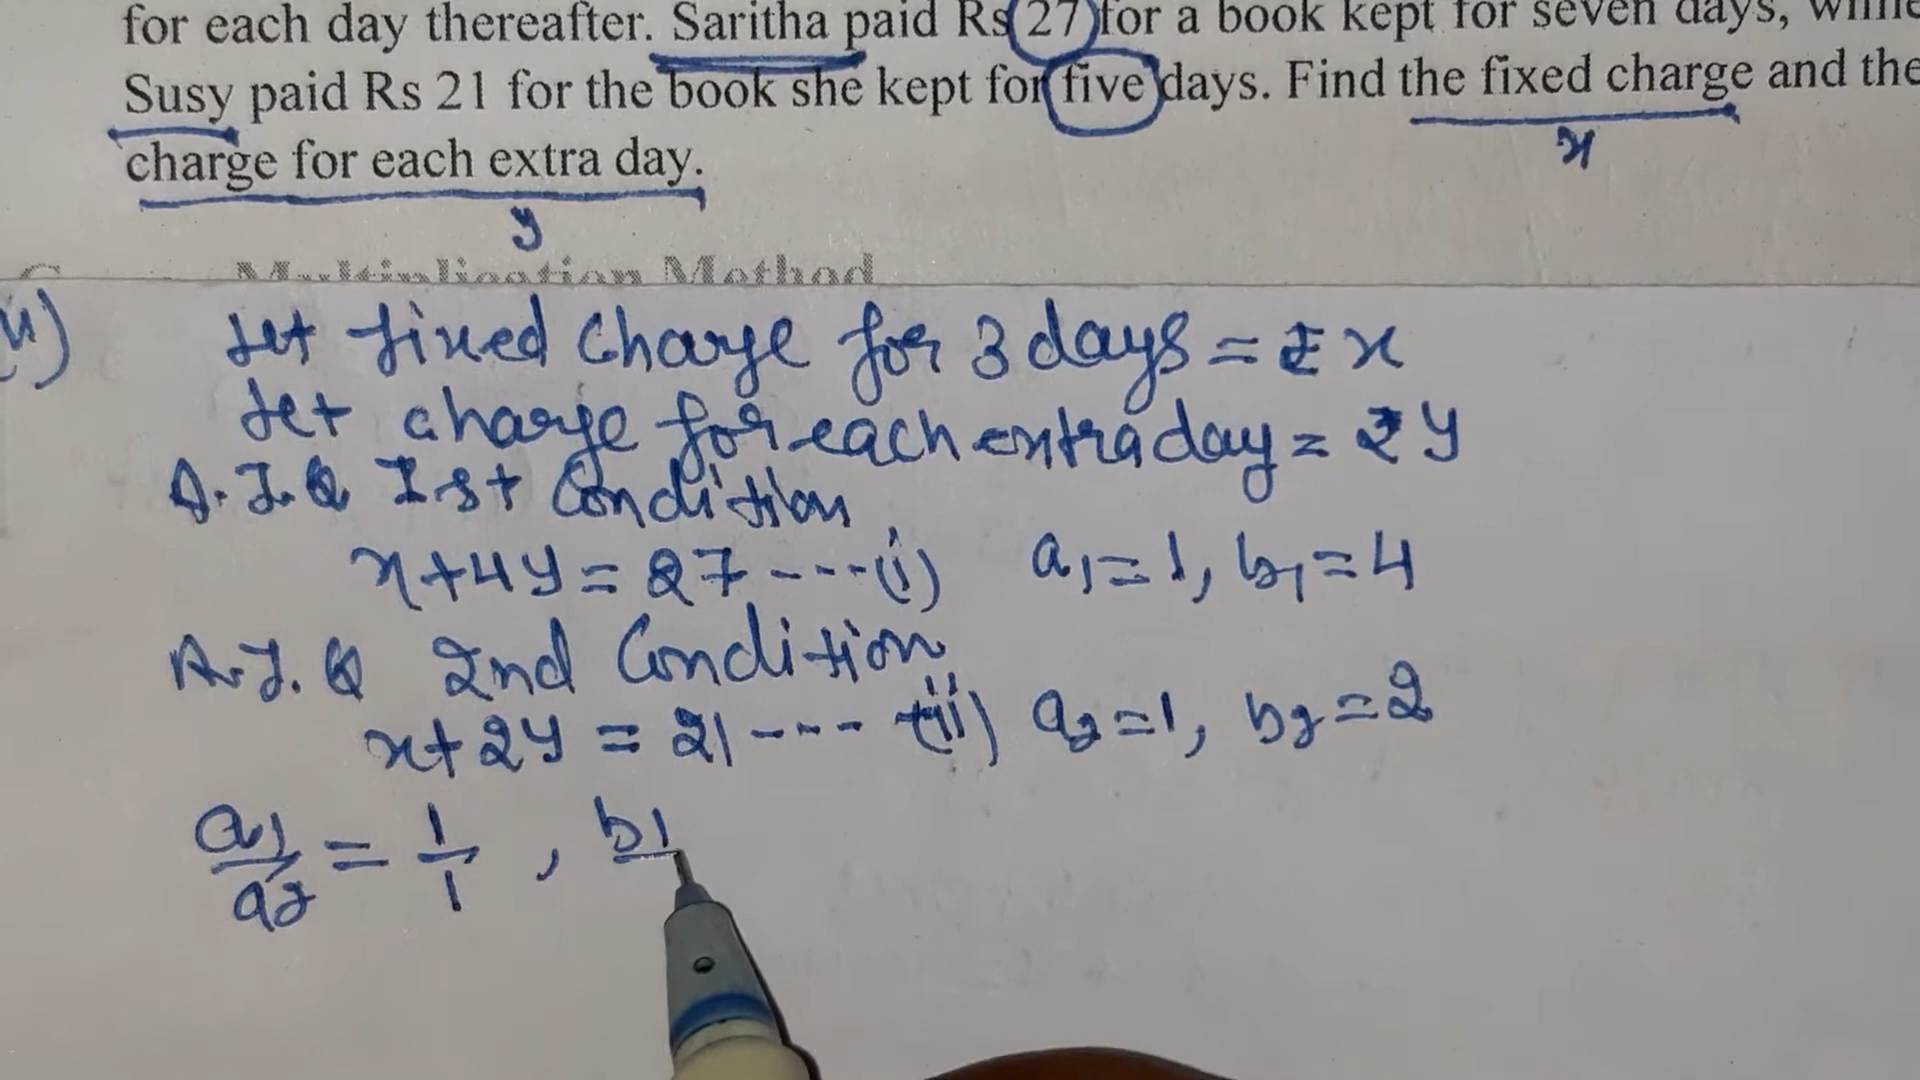 for each day thereafter. Saritha paid Rs 27 for a book kept for seven days, while
Susy paid Rs 21 for the book she kept for five days. Find the fixed charge and the
x
charge for each extra day.
y
Multiplication Method
Let fixed charge for 3 days = ₹ x
Let charge for each extra day = ₹ y
A.T.Q Ist Condition
x+4y = 27 ----(i) a1=1, b1=4
A.T.Q 2nd Condition
x+2y = 21 ---- (ii) a2=1, b2=2
a1/a2 = 1/1 , b1